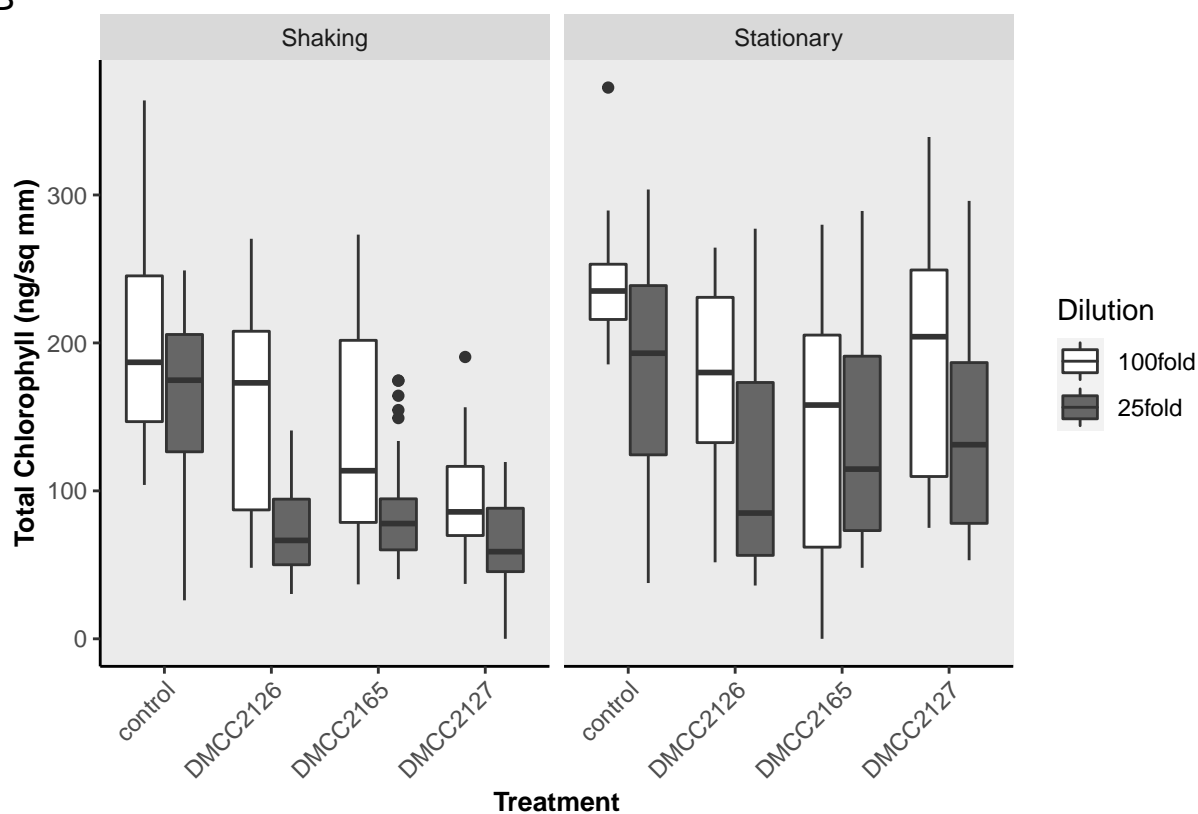 Shaking
Stationary
Total Chlorophyll (ng/sq mm)
300
200
100
0
control
DMCC2126
DMCC2165
DMCC2127
control
DMCC2126
DMCC2165
DMCC2127
Treatment
Dilution
100fold
25fold